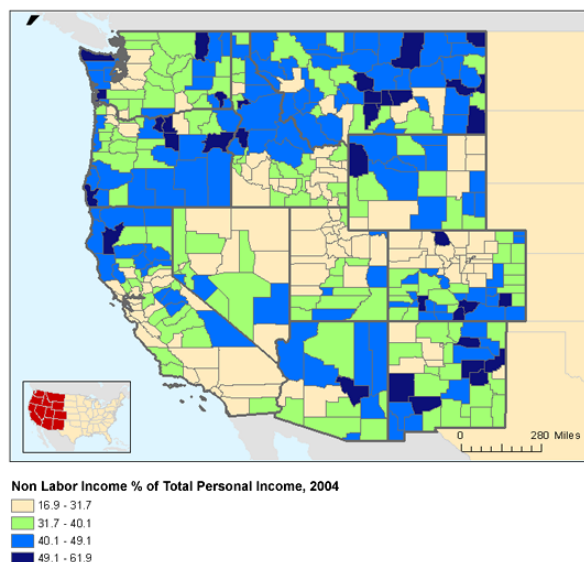 0 280 Miles
Non Labor Income % of Total Personal Income, 2004
16.9 - 31.7
31.7 - 40.1
40.1 - 49.1
49.1 - 61.9